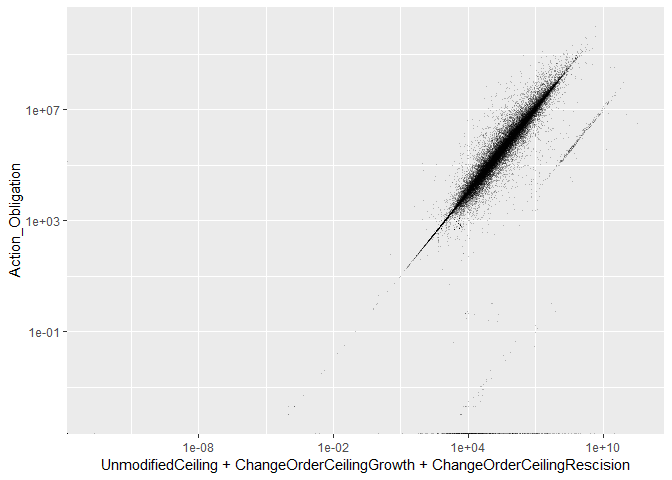 Action_Obligation
1e+07
1e+03
1e-01
1e-08
1e-02
1e+04
1e+10
UnmodifiedCeiling + ChangeOrderCeilingGrowth + ChangeOrderCeilingRescision